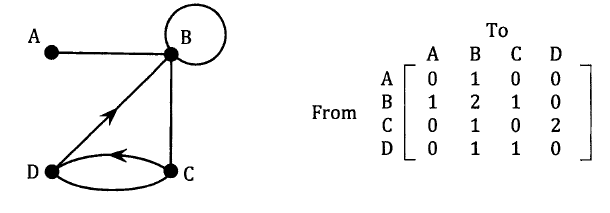 A
B
D
C
To
A B C D
A 0 1 0 0
B 1 2 1 0
From
C 0 1 0 2
D 0 1 1 0